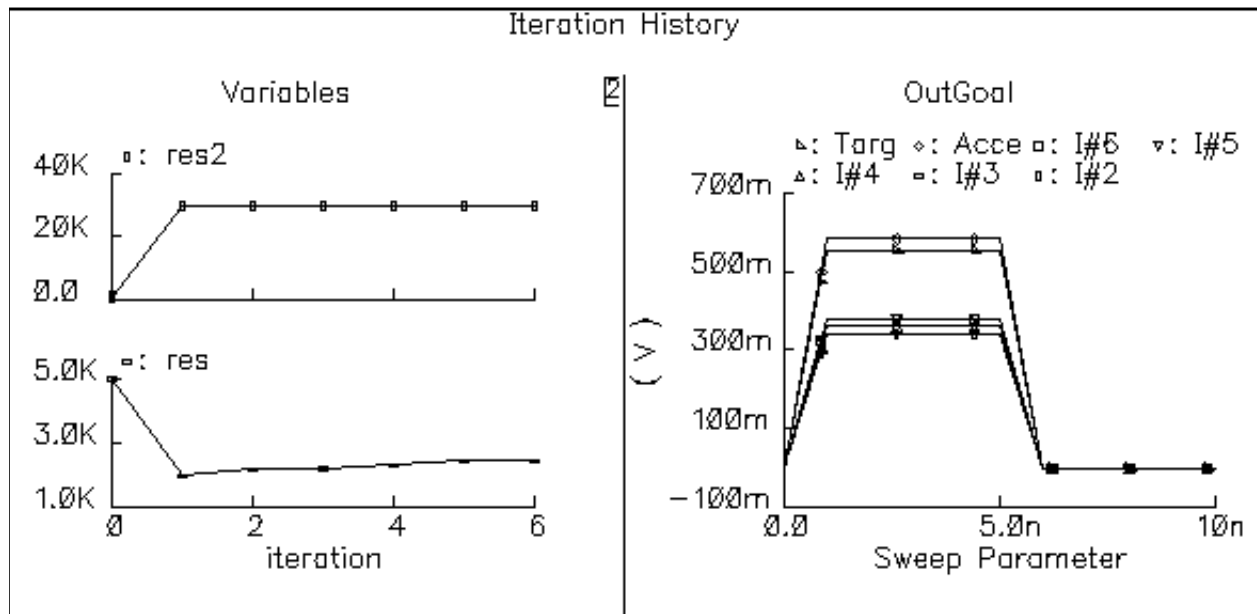 Iteration History
Variables
2
res2
40K
20K
0.0
res
5.0K
3.0K
1.0K
0 2 4 6
iteration
OutGoal
: Targ : Acce : I#6 : I#5
: I#4 : I#3 : I#2
700m
500m
300m
100m
-100m
(V)
0.0 5.0n 10n
Sweep Parameter